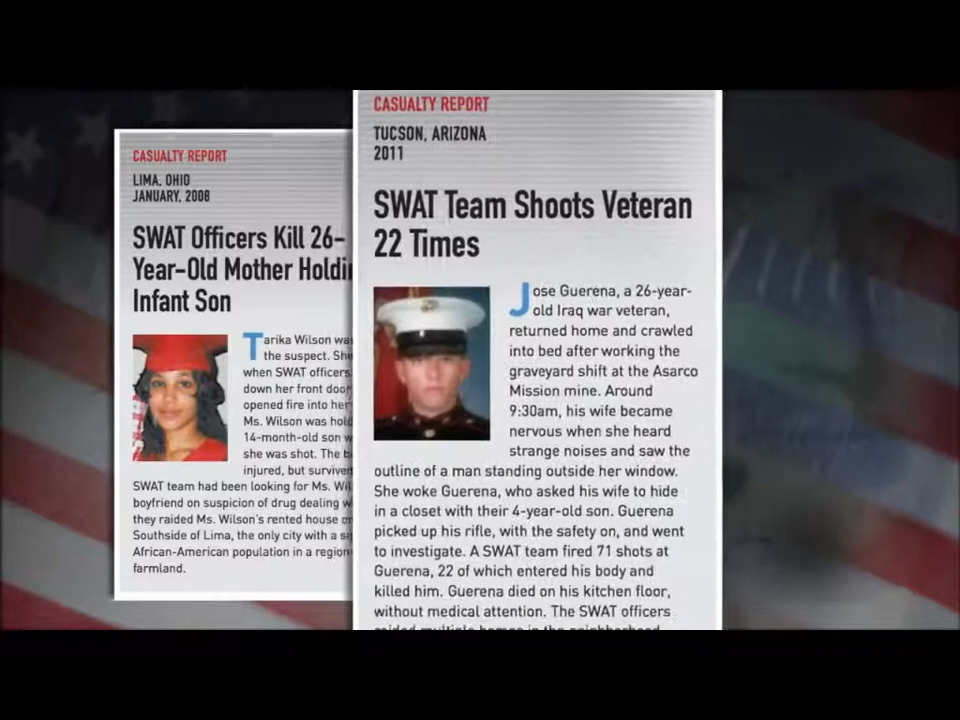 CASUALTY REPORT
LIMA, OHIO
JANUARY, 2008
SWAT Officers Kill 26-
Year-Old Mother Holdi
Infant Son
Tarika Wilson wa
the suspect. Sh
when SWAT officers
down her front door
opened fire into her
Ms. Wilson was hold
14-month-old son w
she was shot. The b
injured, but survive
SWAT team had been looking for Ms. Wil
boyfriend on suspicion of drug dealing w
they raided Ms. Wilson's rented house o
Southside of Lima, the only city with a si
African-American population in a region
farmland.
CASUALTY REPORT
TUCSON, ARIZONA
2011
SWAT Team Shoots Veteran
22 Times
Jose Guerena, a 26-year-
old Iraq war veteran,
returned home and crawled
into bed after working the
graveyard shift at the Asarco
Mission mine. Around
9:30am, his wife became
nervous when she heard
strange noises and saw the
outline of a man standing outside her window.
She woke Guerena, who asked his wife to hide
in a closet with their 4-year-old son. Guerena
picked up his rifle, with the safety on, and went
to investigate. A SWAT team fired 71 shots at
Guerena, 22 of which entered his body and
killed him. Guerena died on his kitchen floor,
without medical attention. The SWAT officers
raided multiple homes in the neighborhood